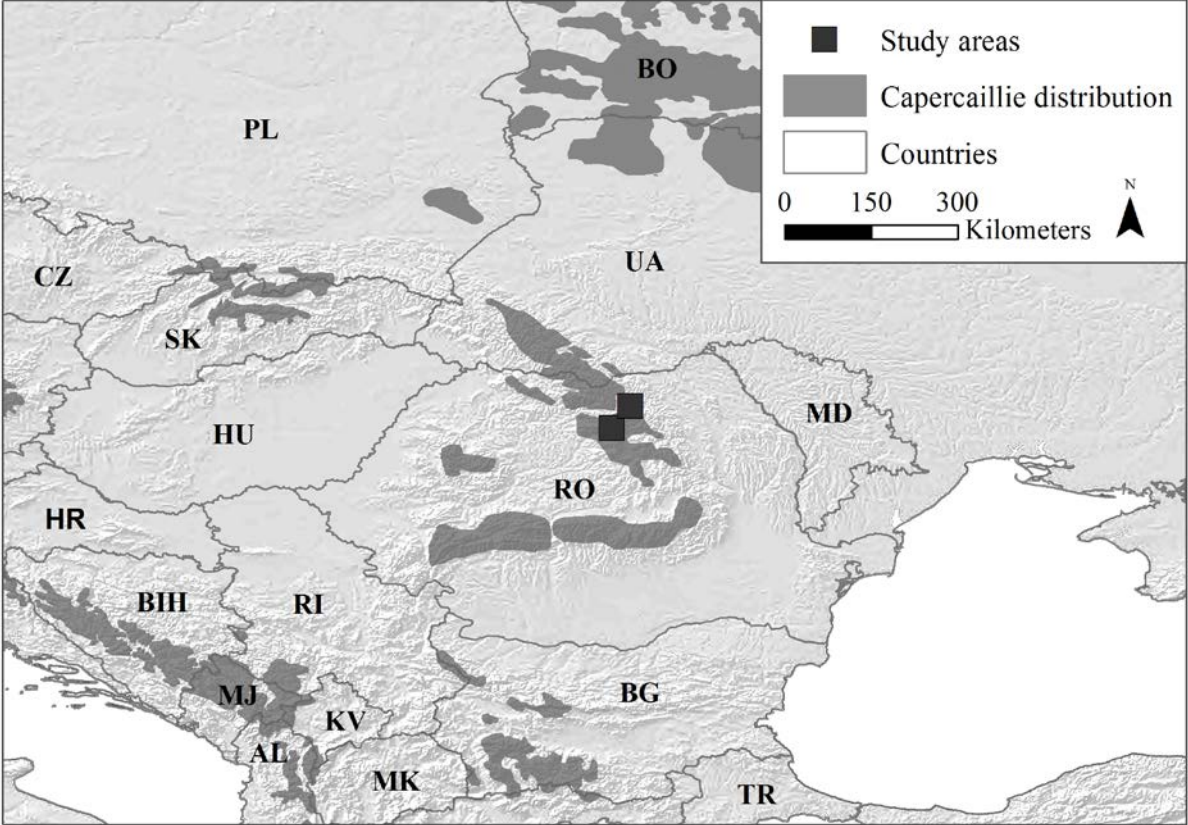 BO
PL
CZ
UA
SK
HU
MD
RO
HR
BIH
RI
MJ
KV
BG
AL
MK
TR
Study areas
Capercaillie distribution
Countries
0 150 300
Kilometers
N